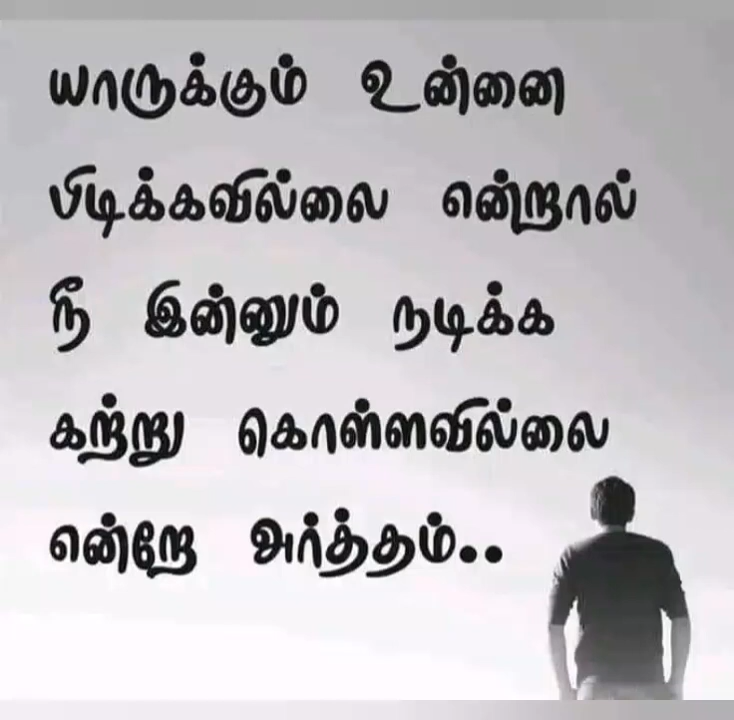 யாருக்கும் உன்னை
பிடிக்கவில்லை என்றால்
நீ இன்னும் நடிக்க
கற்று கொள்ளவில்லை
என்றே அர்த்தம்..